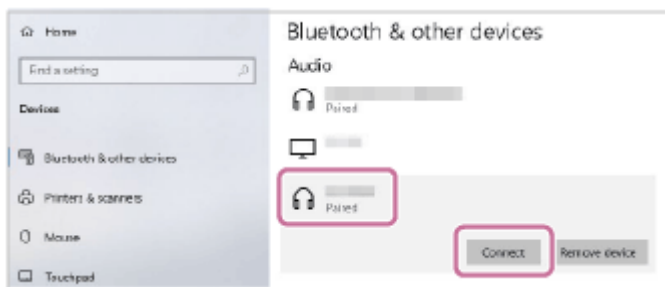 Home
Find a setting
Devices
Bluetooth & other devices
Printers & scanners
Mouse
Touchpad
Bluetooth & other devices
Audio
Paired
Paired
Connect
Remove device